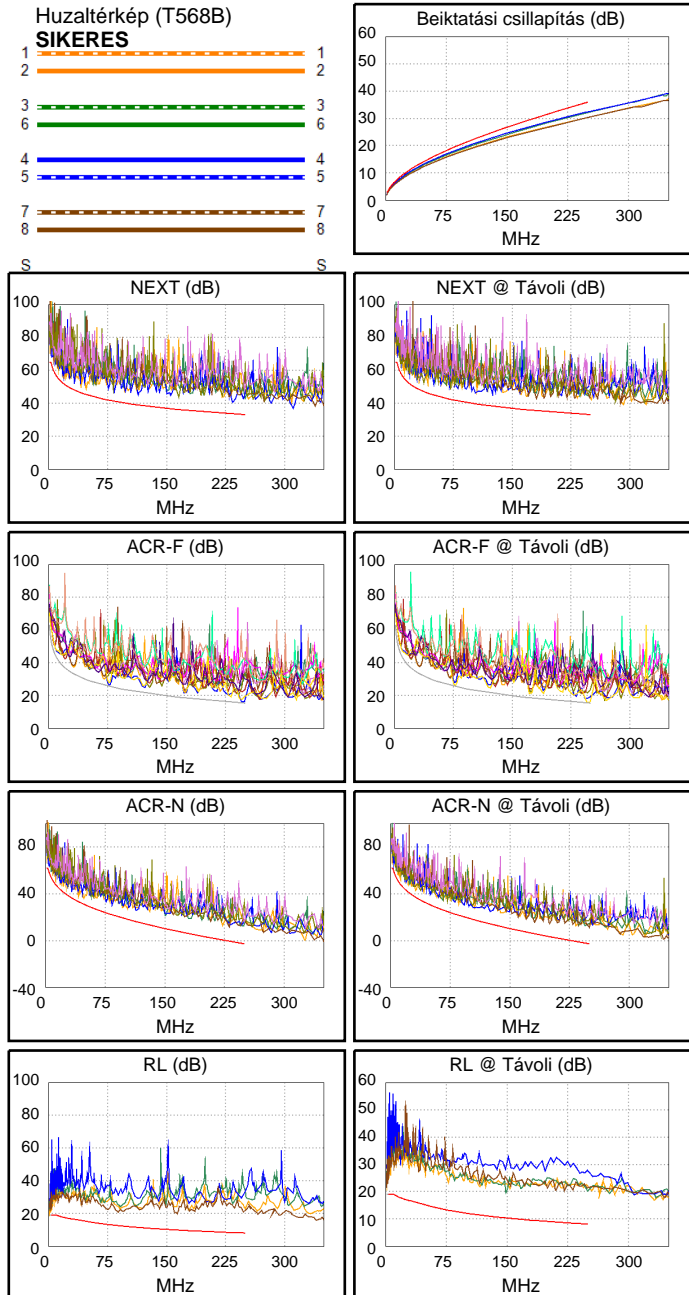 Huzaltérkép (T568B)
SIKERES
1 1
2 2
3 3
6 6
4 4
5 5
7 7
8 8
S S
Beiktatási csillapítás (dB)
60
50
40
30
20
10
0
0 75 150 225 300
MHz
NEXT (dB)
100
80
60
40
20
0
0 75 150 225 300
MHz
NEXT @ Távoli (dB)
100
80
60
40
20
0
0 75 150 225 300
MHz
ACR-F (dB)
100
80
60
40
20
0
0 75 150 225 300
MHz
ACR-F @ Távoli (dB)
100
80
60
40
20
0
0 75 150 225 300
MHz
ACR-N (dB)
80
40
0
-40
0 75 150 225 300
MHz
ACR-N @ Távoli (dB)
80
40
0
-40
0 75 150 225 300
MHz
RL (dB)
100
80
60
40
20
0
0 75 150 225 300
MHz
RL @ Távoli (dB)
60
50
40
30
20
10
0
0 75 150 225 300
MHz